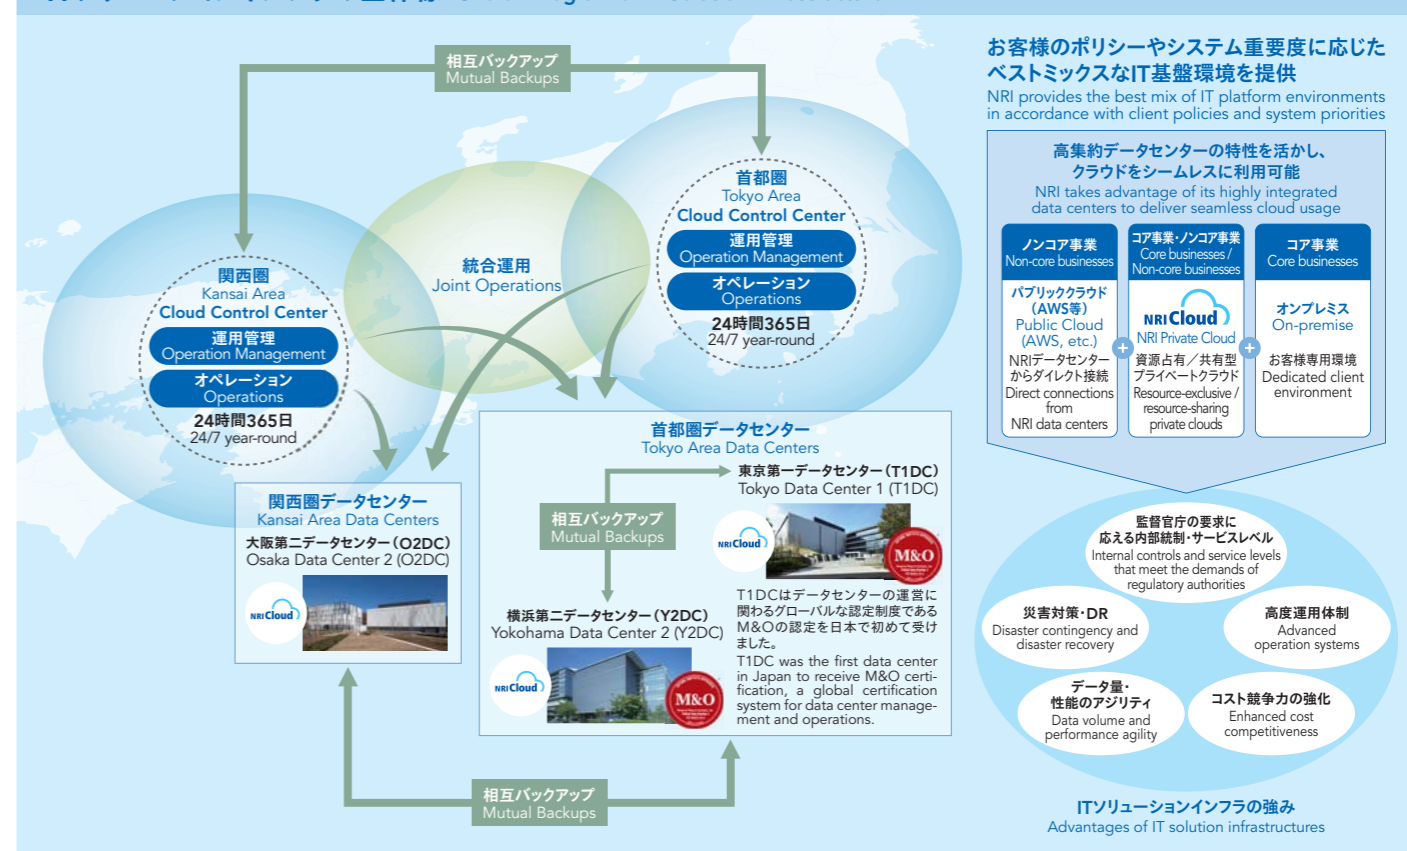 相互バックアップ
Mutual Backups
首都圏
Tokyo Area
Cloud Control Center
運用管理
Operation Management
オペレーション
Operations
24時間365日
24/7 year-round
統合運用
Joint Operations
関西圏
Kansai Area
Cloud Control Center
運用管理
Operation Management
オペレーション
Operations
24時間365日
24/7 year-round
関西圏データセンター
Kansai Area Data Centers
大阪第二データセンター（O2DC）
Osaka Data Center 2 (O2DC)
NRI Cloud
首都圏データセンター
Tokyo Area Data Centers
東京第一データセンター（T1DC）
Tokyo Data Center 1 (T1DC)
相互バックアップ
Mutual Backups
NRI Cloud
M&O
横浜第二データセンター（Y2DC）
Yokohama Data Center 2 (Y2DC)
NRI Cloud
M&O
T1DCはデータセンターの運営に
関わるグローバルな認定制度である
M&Oの認定を日本で初めて受け
ました。
T1DC was the first data center
in Japan to receive M&O certi-
fication, a global certification
system for data center manage-
ment and operations.
相互バックアップ
Mutual Backups
お客様のポリシーやシステム重要度に応じた
ベストミックスなIT基盤環境を提供
NRI provides the best mix of IT platform environments
in accordance with client policies and system priorities
高集約データセンターの特性を活かし、
クラウドをシームレスに利用可能
NRI takes advantage of its highly integrated
data centers to deliver seamless cloud usage
ノンコア事業
Non-core businesses
パブリッククラウド
（AWS等）
Public Cloud
(AWS, etc.)
NRIデータセンター
からダイレクト接続
Direct connections
from
NRI data centers
+
コア事業・ノンコア事業
Core businesses /
Non-core businesses
NRI Cloud
NRI Private Cloud
資源占有／共有型
プライベートクラウド
Resource-exclusive /
resource-sharing
private clouds
+
コア事業
Core businesses
オンプレミス
On-premise
お客様専用環境
Dedicated client
environment
監督官庁の要求に
応える内部統制・サービスレベル
Internal controls and service levels
that meet the demands of
regulatory authorities
災害対策・DR
Disaster contingency and
disaster recovery
高度運用体制
Advanced
operation systems
データ量・
性能のアジリティ
Data volume and
performance agility
コスト競争力の強化
Enhanced cost
competitiveness
ITソリューションインフラの強み
Advantages of IT solution infrastructures